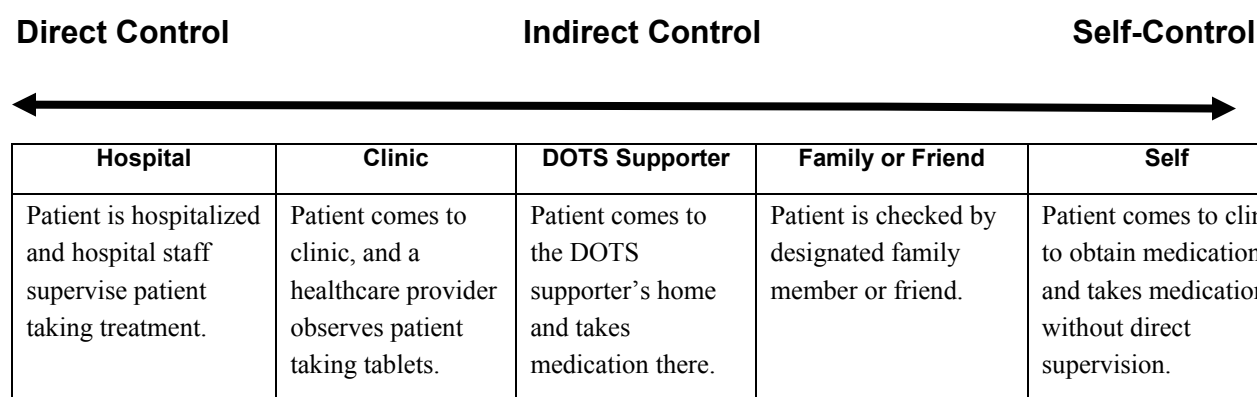 Direct Control Indirect Control Self-Control
Hospital
Patient is hospitalized
and hospital staff
supervise patient
taking treatment.
Clinic
Patient comes to
clinic, and a
healthcare provider
observes patient
taking tablets.
DOTS Supporter
Patient comes to
the DOTS
supporter’s home
and takes
medication there.
Family or Friend
Patient is checked by
designated family
member or friend.
Self
Patient comes to clin
to obtain medication
and takes medication
without direct
supervision.